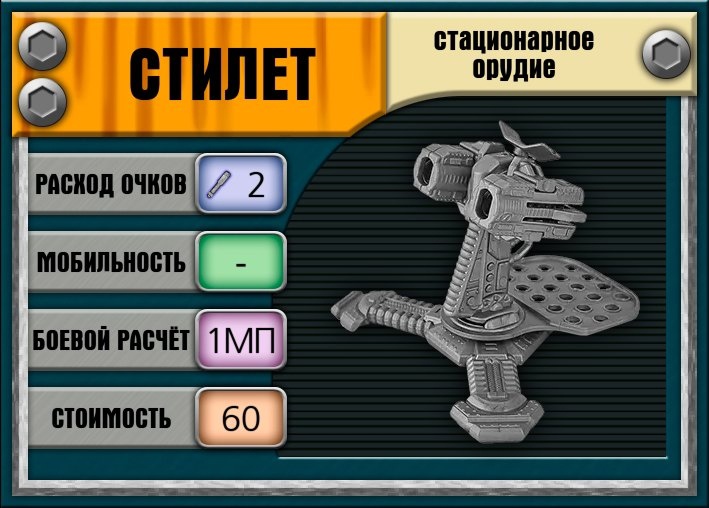 СТИЛЕТ
стационарное
орудие
РАСХОД ОЧКОВ 2
МОБИЛЬНОСТЬ -
БОЕВОЙ РАСЧЁТ 1МП
СТОИМОСТЬ 60